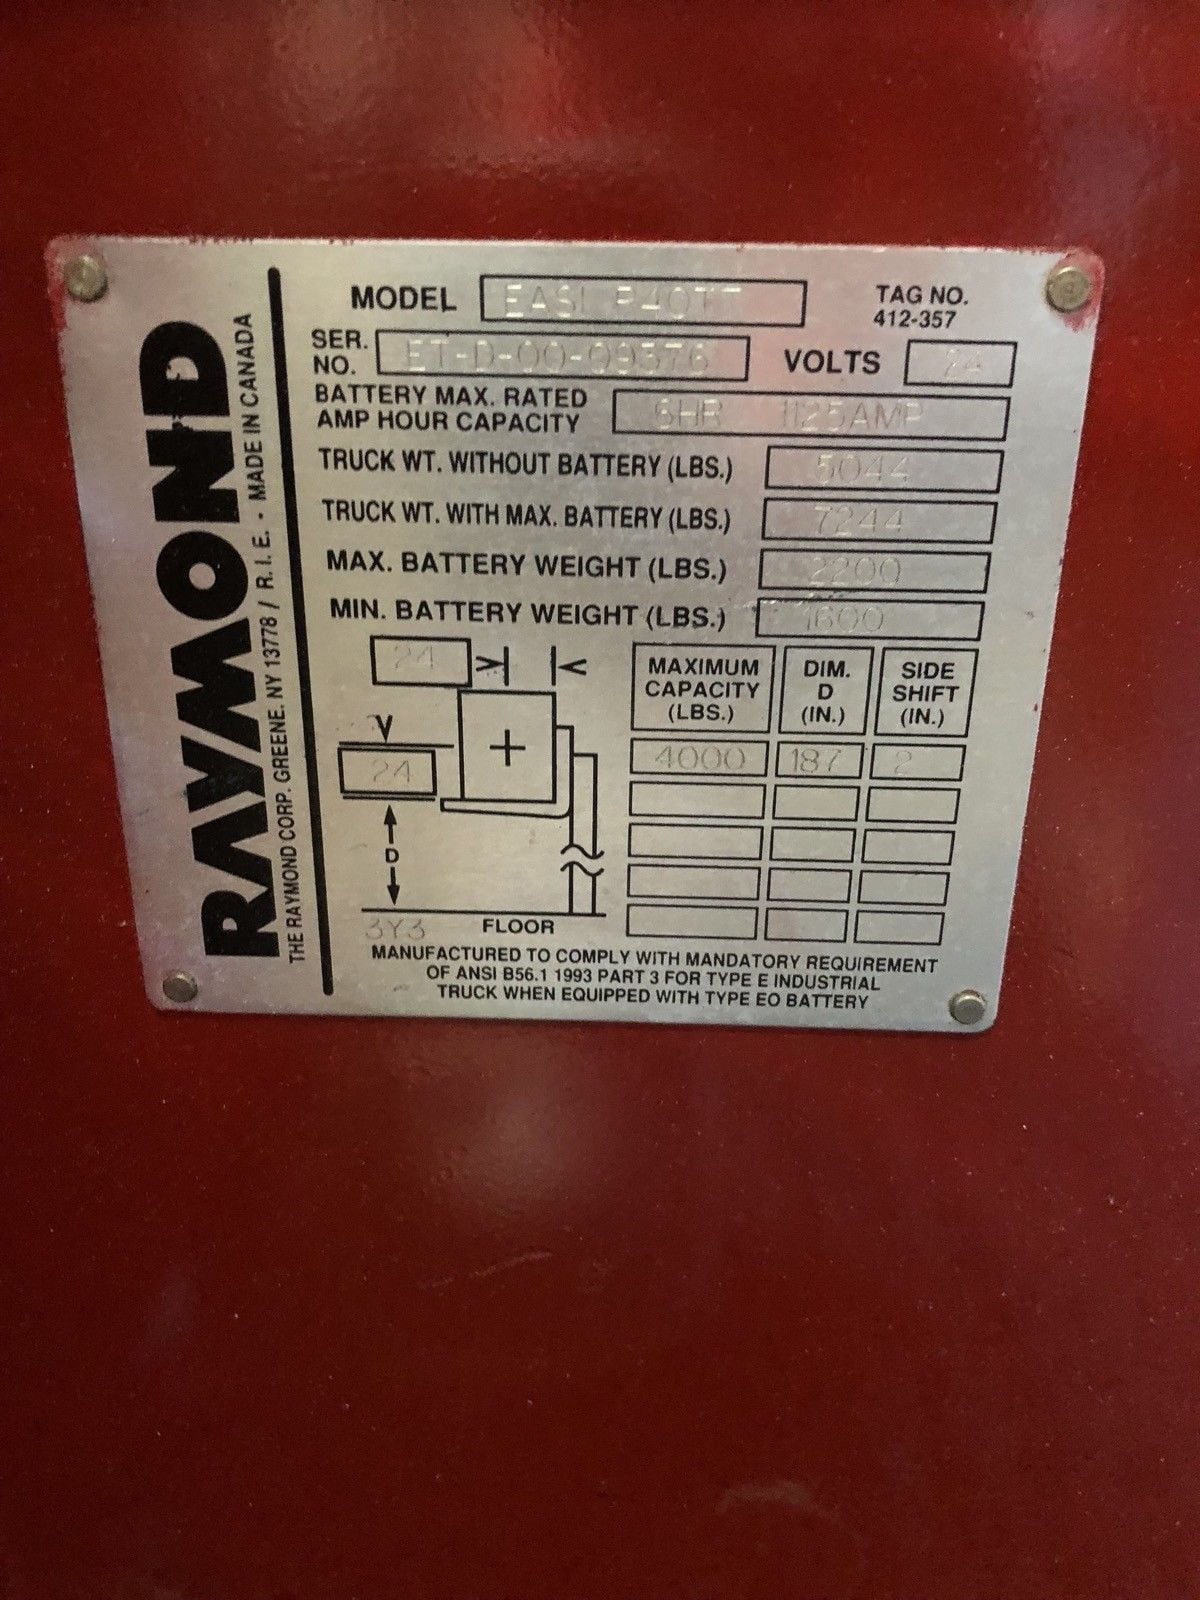 RAYMOND
THE RAYMOND CORP. GREENE. NY 13778 / R. I. E. - MADE IN CANADA
MODEL EASI R40TT
TAG NO.
412-357
SER.
NO. ET-D-00-09376
VOLTS 24
BATTERY MAX. RATED
AMP HOUR CAPACITY
6HR 1125AMP
TRUCK WT. WITHOUT BATTERY (LBS.) 5044
TRUCK WT. WITH MAX. BATTERY (LBS.) 7244
MAX. BATTERY WEIGHT (LBS.) 2200
MIN. BATTERY WEIGHT (LBS.) 1600
24
24
D
3Y3
FLOOR
MAXIMUM
CAPACITY
(LBS.)
DIM.
D
(IN.)
SIDE
SHIFT
(IN.)
4000 187 2
MANUFACTURED TO COMPLY WITH MANDATORY REQUIREMENT
OF ANSI B56.1 1993 PART 3 FOR TYPE E INDUSTRIAL
TRUCK WHEN EQUIPPED WITH TYPE EO BATTERY